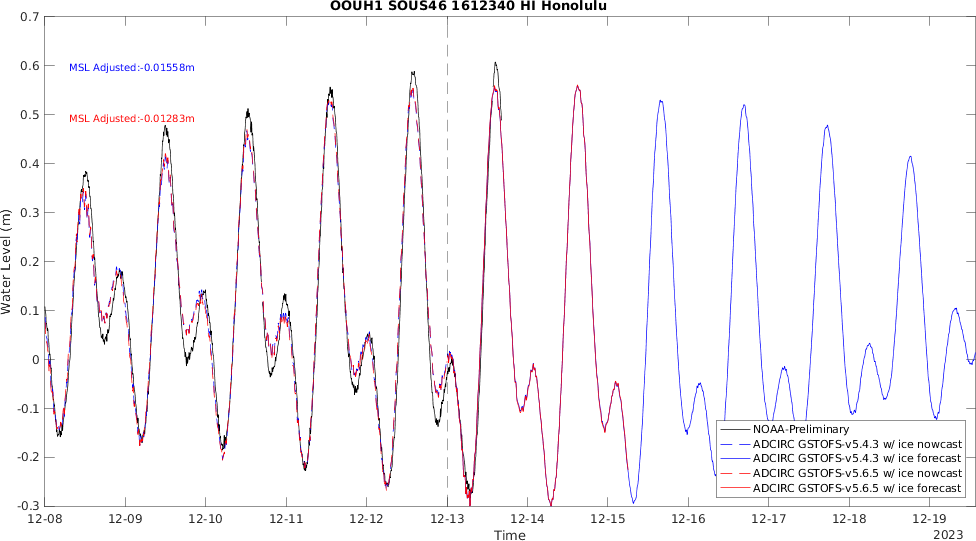 OOUH1 SOUS46 1612340 HI Honolulu
0.7
0.6
0.5
0.4
0.3
0.2
0.1
0
-0.1
-0.2
-0.3
Water Level (m)
MSL Adjusted:-0.01558m
MSL Adjusted:-0.01283m
NOAA-Preliminary
ADCIRC GSTOFS-v5.4.3 w/ ice nowcast
ADCIRC GSTOFS-v5.4.3 w/ ice forecast
ADCIRC GSTOFS-v5.6.5 w/ ice nowcast
ADCIRC GSTOFS-v5.6.5 w/ ice forecast
12-08 12-09 12-10 12-11 12-12 12-13 12-14 12-15 12-16 12-17 12-18 12-19
Time
2023